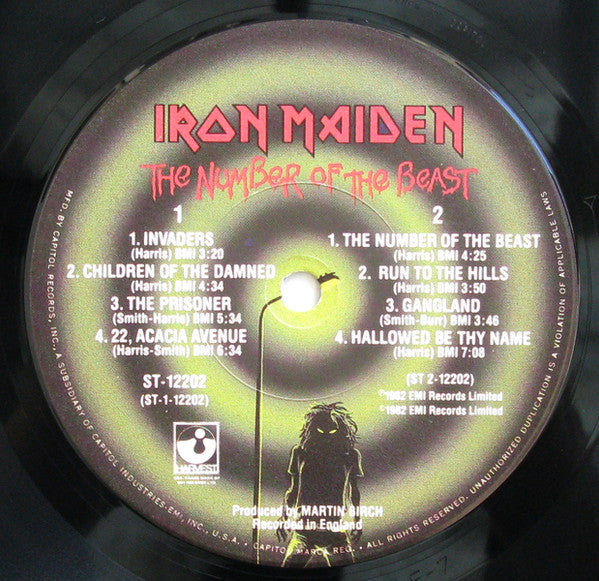 IRON MAIDEN
THE NUMBER OF THE BEAST
1
1. INVADERS
(Harris) BMI 3:20
2. CHILDREN OF THE DAMNED
(Harris) BMI 4:34
3. THE PRISONER
(Smith-Harris) BMI 5:34
4. 22, ACACIA AVENUE
(Harris-Smith) BMI 6:34
ST-12202
(ST-1-12202)
2
1. THE NUMBER OF THE BEAST
(Harris) BMI 4:25
2. RUN TO THE HILLS
(Harris) BMI 3:50
3. GANGLAND
(Smith-Burr) BMI 3:46
4. HALLOWED BE THY NAME
(Harris) BMI 7:08
(ST 2-12202)
℗1982 EMI Records Limited
©1982 EMI Records Limited
HARVEST
Produced by MARTIN BIRCH
Recorded in England
MFD. BY CAPITOL RECORDS, INC., A SUBSIDIARY OF CAPITOL INDUSTRIES-EMI, INC., U.S.A. • CAPITOL MARCA REG. • ALL RIGHTS RESERVED. UNAUTHORIZED DUPLICATION IS A VIOLATION OF APPLICABLE LAWS